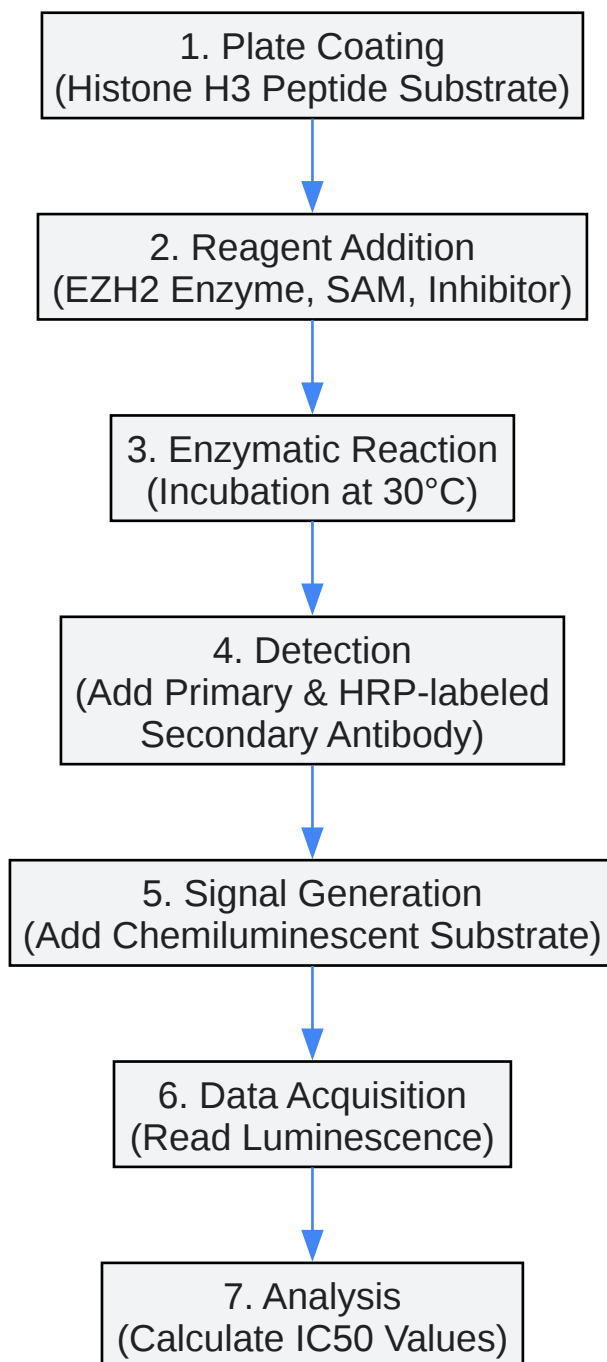 1. Plate Coating
(Histone H3 Peptide Substrate)
2. Reagent Addition
(EZH2 Enzyme, SAM, Inhibitor)
3. Enzymatic Reaction
(Incubation at 30°C)
4. Detection
(Add Primary & HRP-labeled
Secondary Antibody)
5. Signal Generation
(Add Chemiluminescent Substrate)
6. Data Acquisition
(Read Luminescence)
7. Analysis
(Calculate IC50 Values)